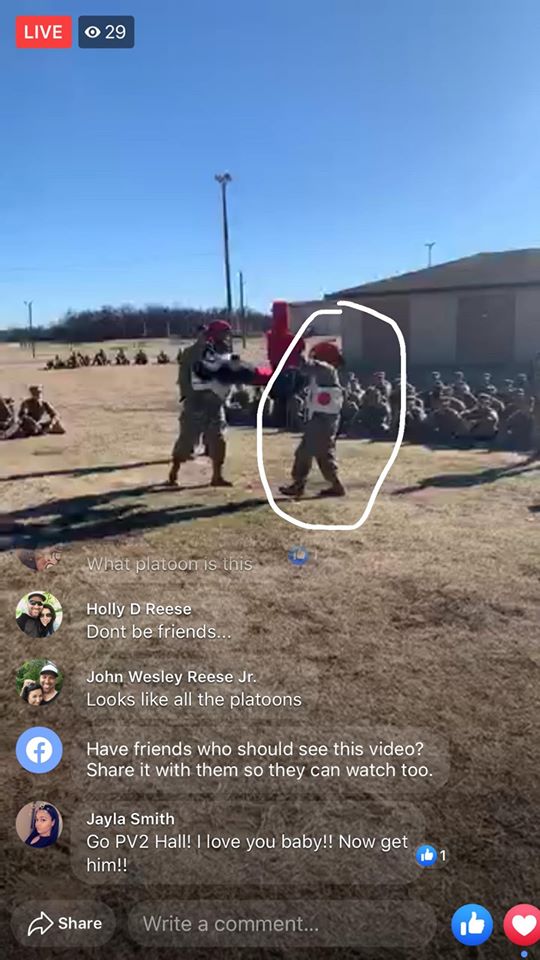 LIVE 29
What platoon is this
Holly D Reese
Dont be friends...
John Wesley Reese Jr.
Looks like all the platoons
Have friends who should see this video?
Share it with them so they can watch too.
Jayla Smith
Go PV2 Hall! I love you baby!! Now get
him!!
1
Share
Write a comment...